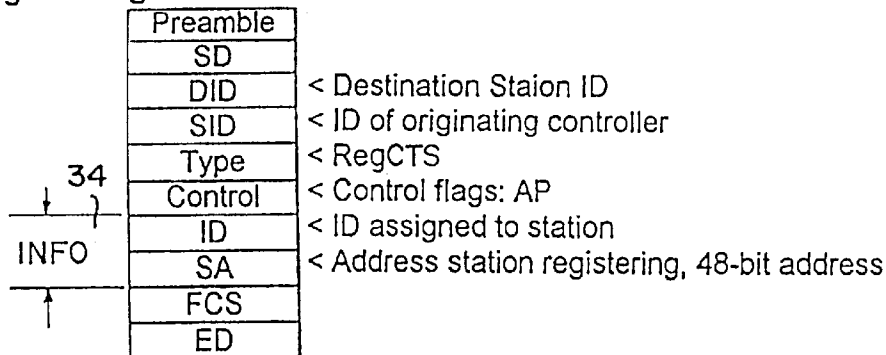 Preamble
SD
DID < Destination Staion ID
SID < ID of originating controller
Type < RegCTS
34
Control < Control flags: AP
ID < ID assigned to station
INFO
SA < Address station registering, 48-bit address
FCS
ED